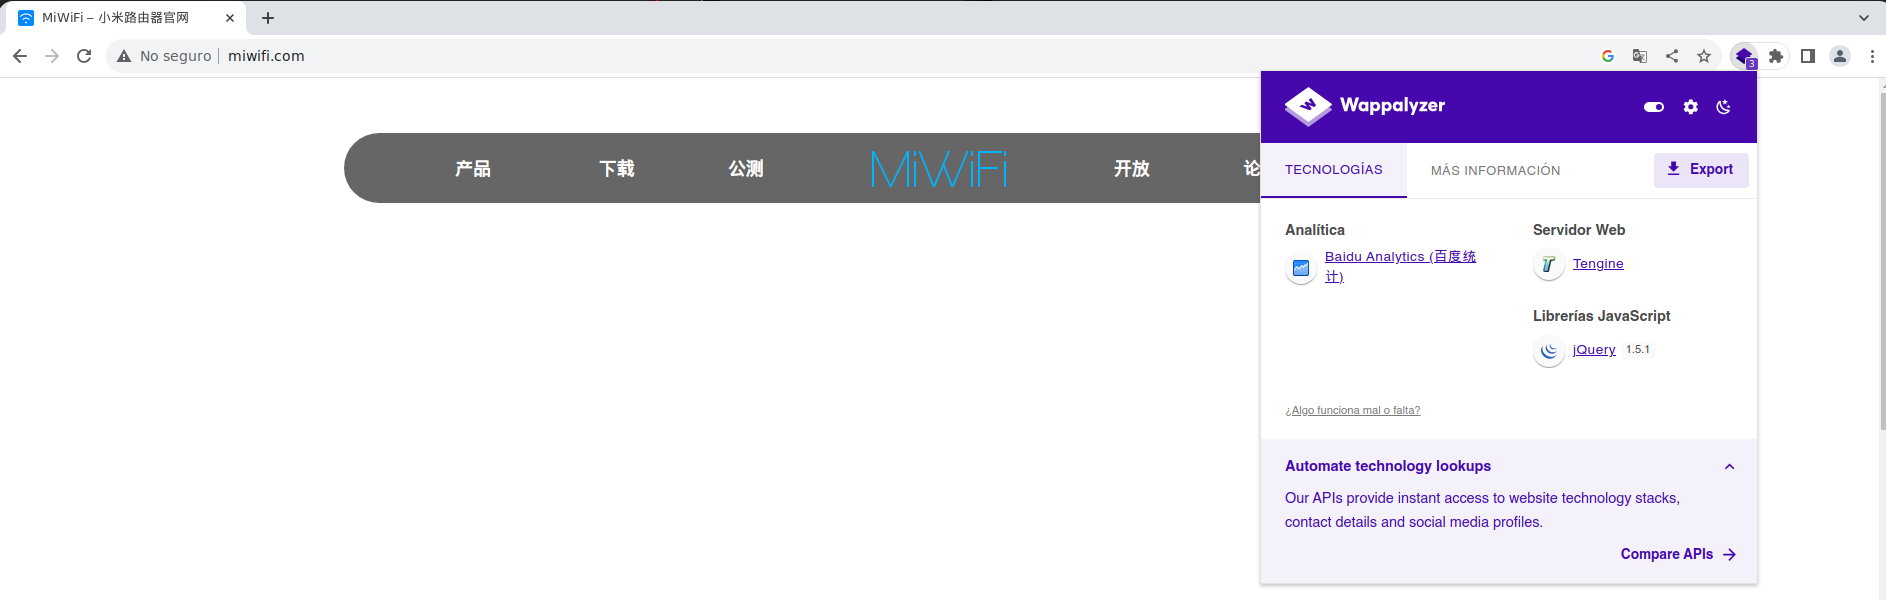 MiWiFi – 小米路由器官网
No seguro
miwifi.com
3
产品
下载
公测
MiWiFi
开放
论
Wappalyzer
TECNOLOGÍAS
MÁS INFORMACIÓN
Export
Analítica
Baidu Analytics (百度统
计)
Servidor Web
Tengine
Librerías JavaScript
jQuery 1.5.1
¿Algo funciona mal o falta?
Automate technology lookups
Our APIs provide instant access to website technology stacks,
contact details and social media profiles.
Compare APIs